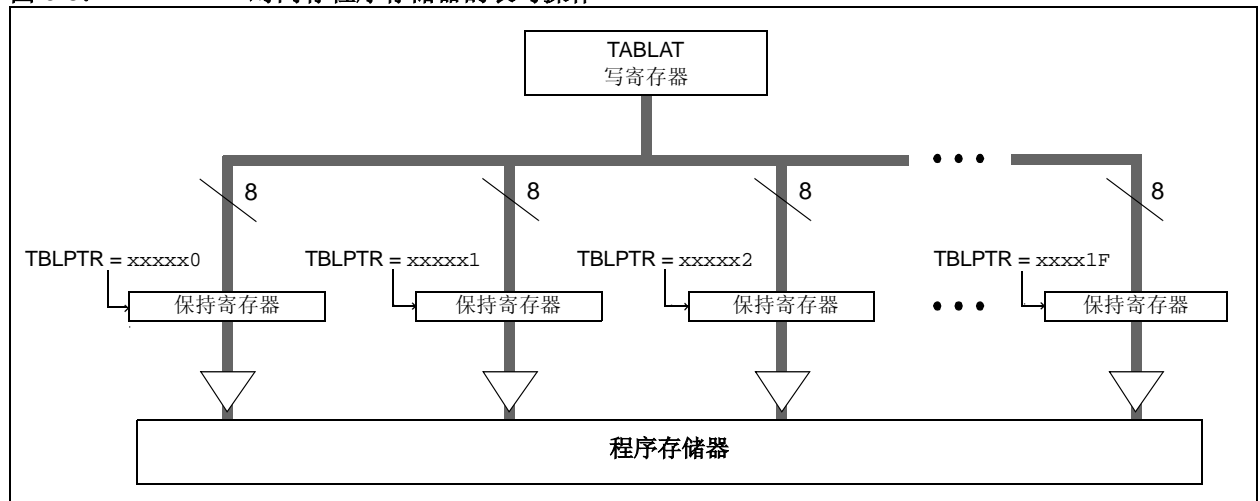 TABLAT
写寄存器
• • •
8 8 8 8
TBLPTR = xxxxx0 TBLPTR = xxxxx1 TBLPTR = xxxxx2 TBLPTR = xxxx1F
保持寄存器 保持寄存器 保持寄存器 • • • 保持寄存器
程序存储器